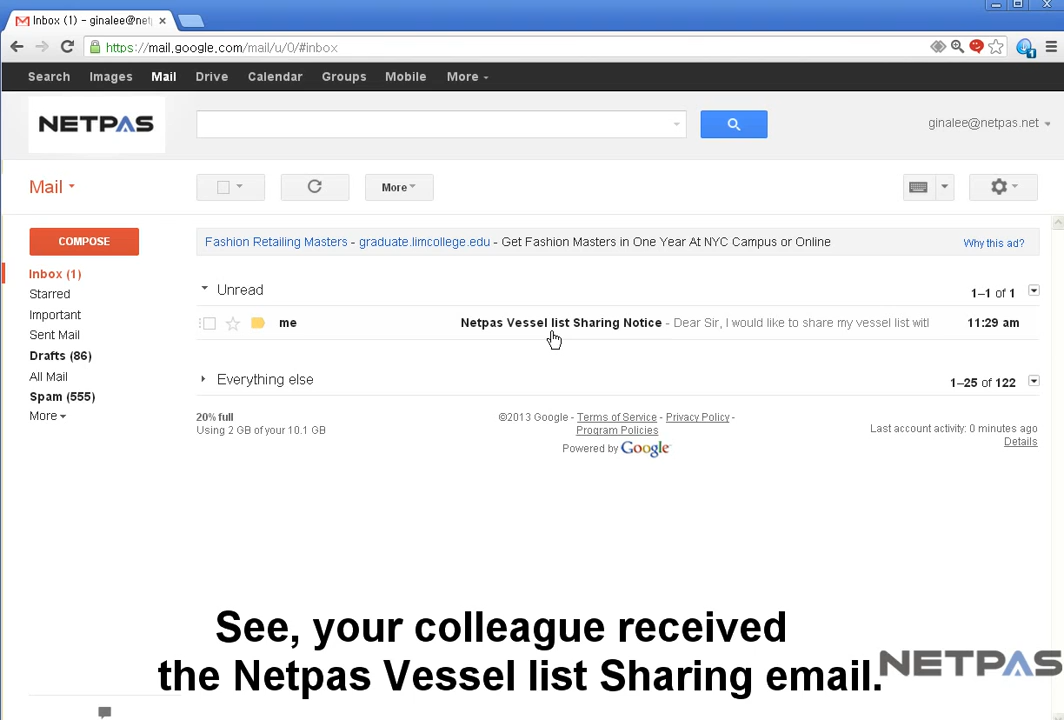 Inbox (1) - ginalee@net
https://mail.google.com/mail/u/0/#inbox
1
Search Images Mail Drive Calendar Groups Mobile More
NETPAS
ginalee@netpas.net
Mail
More
COMPOSE
Fashion Retailing Masters - graduate.limcollege.edu - Get Fashion Masters in One Year At NYC Campus or Online Why this ad?
Inbox (1)
Starred
Important
Sent Mail
Drafts (86)
All Mail
Spam (555)
More
Unread 1–1 of 1
me Netpas Vessel list Sharing Notice - Dear Sir, I would like to share my vessel list with 11:29 am
Everything else 1–25 of 122
20% full
Using 2 GB of your 10.1 GB
©2013 Google - Terms of Service - Privacy Policy -
Program Policies
Powered by Google
Last account activity: 0 minutes ago
Details
See, your colleague received
the Netpas Vessel list Sharing email.
NETPAS